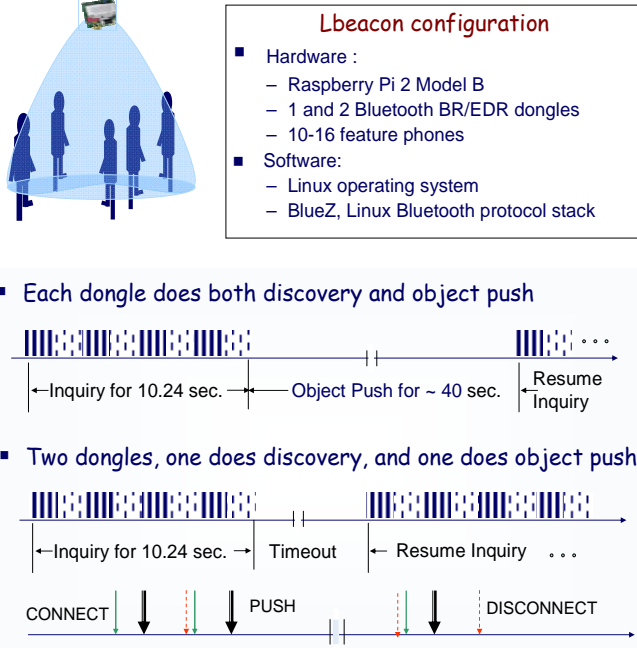 Lbeacon configuration
■ Hardware :
– Raspberry Pi 2 Model B
– 1 and 2 Bluetooth BR/EDR dongles
– 10-16 feature phones
■ Software:
– Linux operating system
– BlueZ, Linux Bluetooth protocol stack
▪ Each dongle does both discovery and object push
Inquiry for 10.24 sec. Object Push for ~ 40 sec. Resume
Inquiry
▪ Two dongles, one does discovery, and one does object push
Inquiry for 10.24 sec. Timeout Resume Inquiry 。。。
CONNECT PUSH DISCONNECT